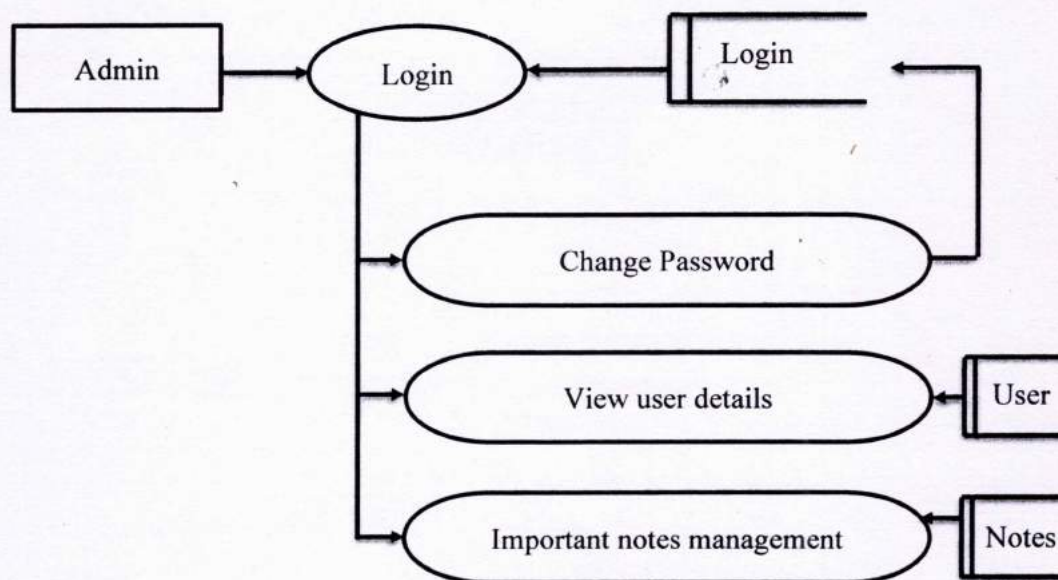 Admin
Login
Login
Change Password
View user details
User
Important notes management
Notes